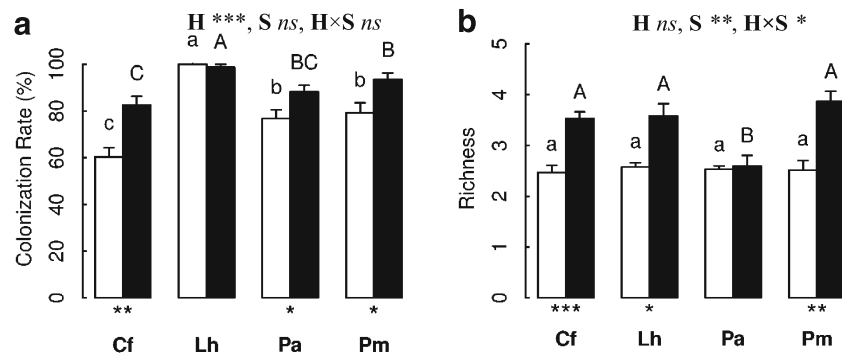 a
H ***, S ns, H×S ns
Colonization Rate (%)
0 20 40 60 80 100
c C a A b BC b B
** * *
Cf Lh Pa Pm
b
H ns, S **, H×S *
Richness
0 1 2 3 4 5
a A a A a B a A
*** * **
Cf Lh Pa Pm